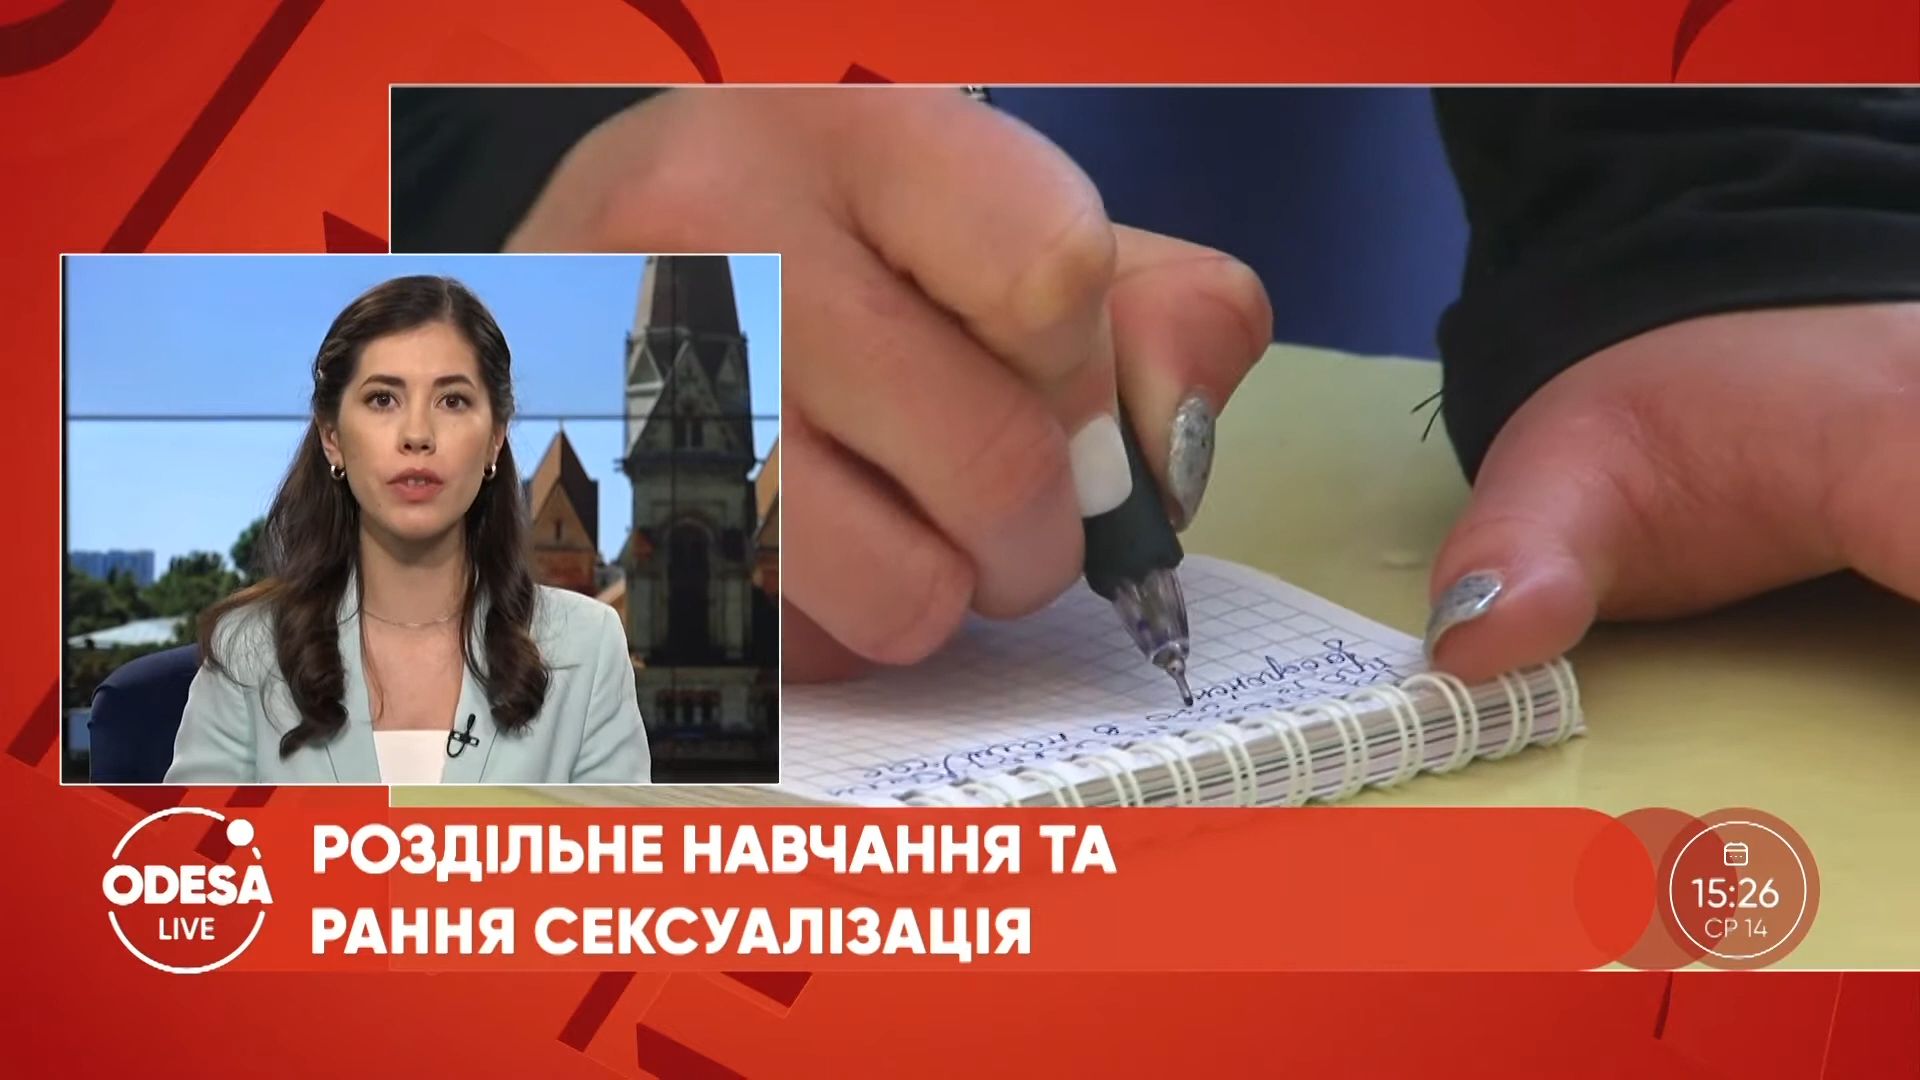 РОЗДІЛЬНЕ НАВЧАННЯ ТА
РАННЯ СЕКСУАЛІЗАЦІЯ
ODESA
LIVE
15:26
СР 14